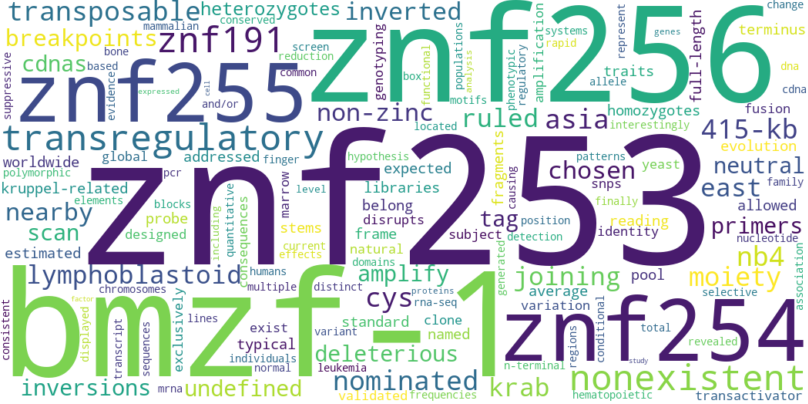 transposable
mammalian
conserved
heterozygotes
inverted
znf256
change
terminus
breakpoints
znf191
cdnas
bone
based
evidence
suppressive
screen
reduction
common
znf255
expressed
cell
and/or
genotyping
box
functional
populations
analysis
systems
rapid
motifs
phenotypic
regulatory
amplification
represent
genes
traits
allele
full-length
dna
cdna
non-zinc
ruled
asia
homozygotes
interestingly
fusion
415-kb
evolution
transregulatory
located
worldwide
global
addressed
finger
hypothesis
expected
patterns
yeast
chosen
neutral
family
polymorphic
pcr
kruppel-related
elements
blocks
level
libraries
fragments
causing
snps
finally
east
allowed
znf253
nearby
probe
designed
including
quantitative
consequences
marrow
stems
current
effects
belong
disrupts
frame
natural
tag
subject
position
detection
reading
identity
primers
nucleotide
scan
estimated
lymphoblastoid
humans
domains
amplify
generated
joining
pool
moiety
nb4
association
chromosomes
multiple
distinct
cys
proteins
rna-seq
average
variation
selective
bmzf-1
consistent
factor
displayed
transcript
sequences
exclusively
lines
exist
typical
individuals
normal
variant
leukemia
standard
clone
named
deleterious
znf254
regions
conditional
total
revealed
study
n-terminal
inversions
mrna
undefined
nominated
validated
frequencies
krab
hematopoietic
nonexistent
transactivator